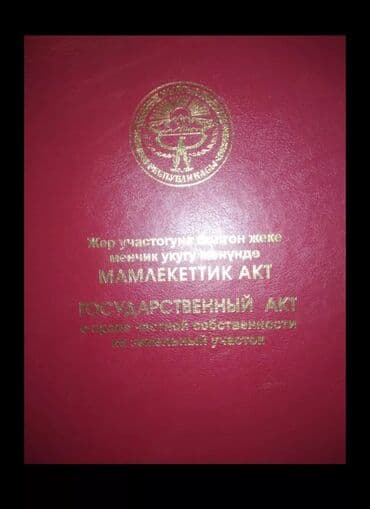 Жер участогуна болгон жеке
менчик укугу жөнүндө
МАМЛЕКЕТТИК АКТ
ГОСУДАРСТВЕННЫЙ АКТ
о праве частной собственности
на земельный участок